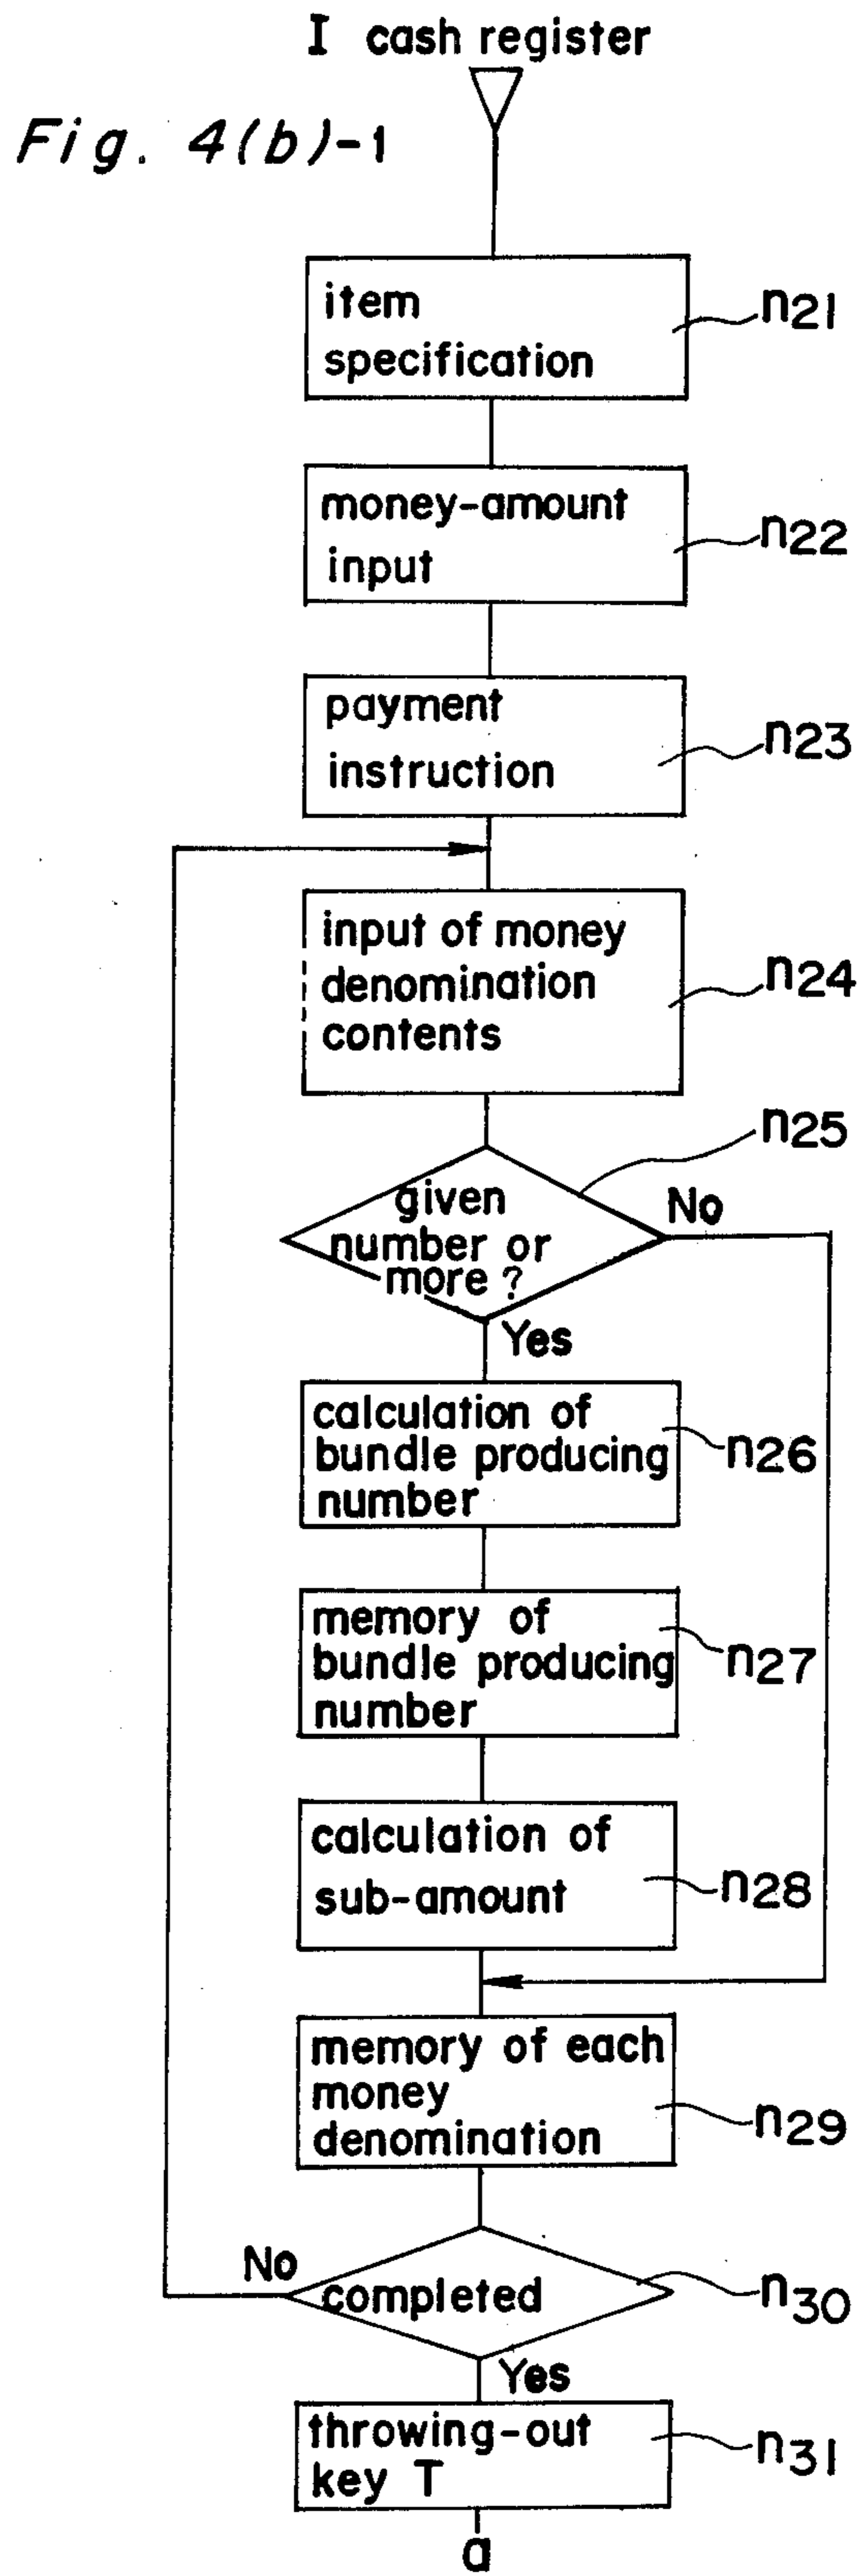 I cash register
Fig. 4(b)-1
item
specification
n21
money-amount
input
n22
payment
instruction
n23
input of money
denomination
contents
n24
given
number or
more?
n25
No
Yes
calculation of
bundle producing
number
n26
memory of
bundle producing
number
n27
calculation of
sub-amount
n28
memory of each
money
denomination
n29
No
completed
n30
Yes
throwing-out
key T
n31
a